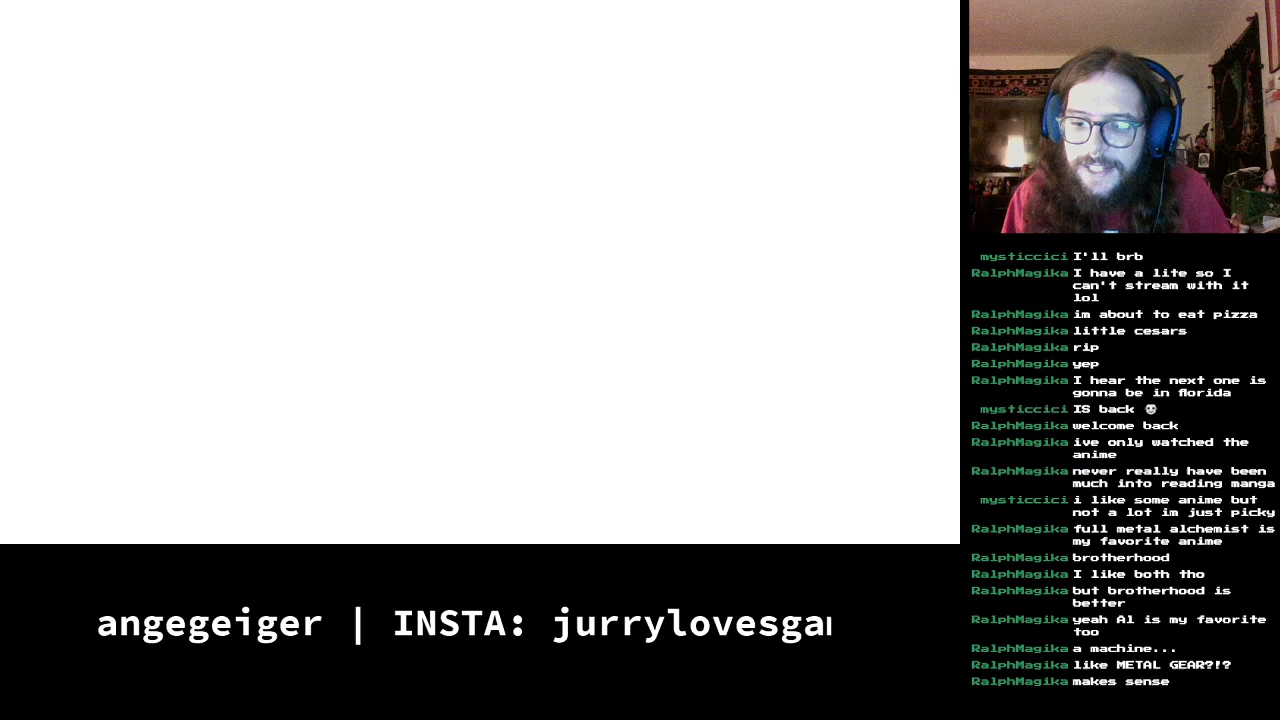 mysticcici I'll brb
RalphMagika I have a lite so I
can't stream with it
lol
RalphMagika im about to eat pizza
RalphMagika little cesars
RalphMagika rip
RalphMagika yep
RalphMagika I hear the next one is
gonna be in florida
mysticcici IS back 💀
RalphMagika welcome back
RalphMagika ive only watched the
anime
RalphMagika never really have been
much into reading manga
mysticcici i like some anime but
not a lot im just picky
RalphMagika full metal alchemist is
my favorite anime
RalphMagika brotherhood
RalphMagika I like both tho
RalphMagika but brotherhood is
better
RalphMagika yeah Al is my favorite
too
RalphMagika a machine...
RalphMagika like METAL GEAR?!?
RalphMagika makes sense
angegeiger | INSTA: jurrylovesga